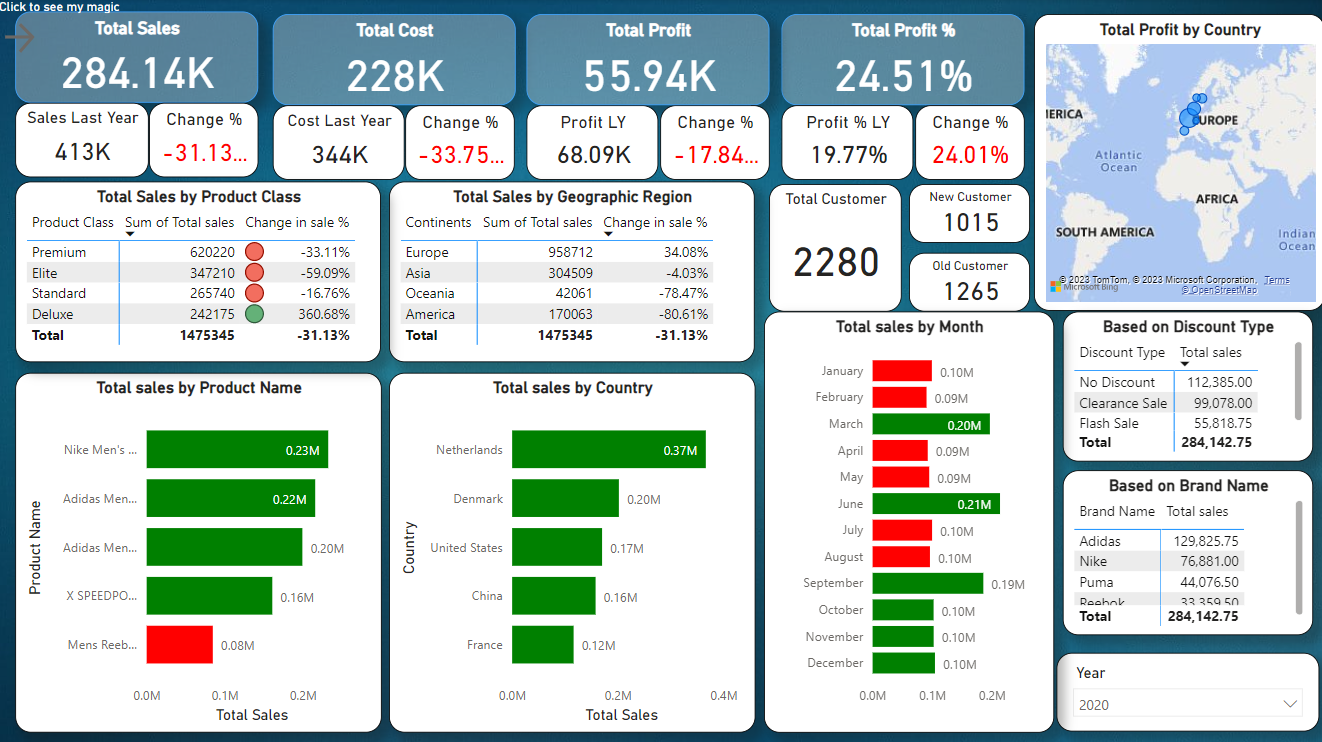 Click to see my magic
Total Sales
284.14K
Sales Last Year
413K
Change %
-31.13...
Total Cost
228K
Cost Last Year
344K
Change %
-33.75...
Total Profit
55.94K
Profit LY
68.09K
Change %
-17.84...
Total Profit %
24.51%
Profit % LY
19.77%
Change %
24.01%
Total Profit by Country
ERICA
EUROPE
Atlantic
Ocean
AFRICA
SOUTH AMERICA
Indian
Ocean
© 2023 TomTom, © 2023 Microsoft Corporation, Terms
© OpenStreetMap
Microsoft Bing
Total Sales by Product Class
Product Class Sum of Total sales Change in sale %
Premium 620220 -33.11%
Elite 347210 -59.09%
Standard 265740 -16.76%
Deluxe 242175 360.68%
Total 1475345 -31.13%
Total Sales by Geographic Region
Continents Sum of Total sales Change in sale %
Europe 958712 34.08%
Asia 304509 -4.03%
Oceania 42061 -78.47%
America 170063 -80.61%
Total 1475345 -31.13%
Total Customer
2280
New Customer
1015
Old Customer
1265
Total sales by Product Name
Product Name
Nike Men's ... 0.23M
Adidas Men... 0.22M
Adidas Men... 0.20M
X SPEEDPO... 0.16M
Mens Reeb... 0.08M
0.0M 0.1M 0.2M
Total Sales
Total sales by Country
Country
Netherlands 0.37M
Denmark 0.20M
United States 0.17M
China 0.16M
France 0.12M
0.0M 0.2M 0.4M
Total Sales
Total sales by Month
January 0.10M
February 0.09M
March 0.20M
April 0.09M
May 0.09M
June 0.21M
July 0.10M
August 0.10M
September 0.19M
October 0.10M
November 0.10M
December 0.10M
0.0M 0.1M 0.2M
Based on Discount Type
Discount Type Total sales
No Discount 112,385.00
Clearance Sale 99,078.00
Flash Sale 55,818.75
Total 284,142.75
Based on Brand Name
Brand Name Total sales
Adidas 129,825.75
Nike 76,881.00
Puma 44,076.50
Reebok 33,359.50
Total 284,142.75
Year
2020